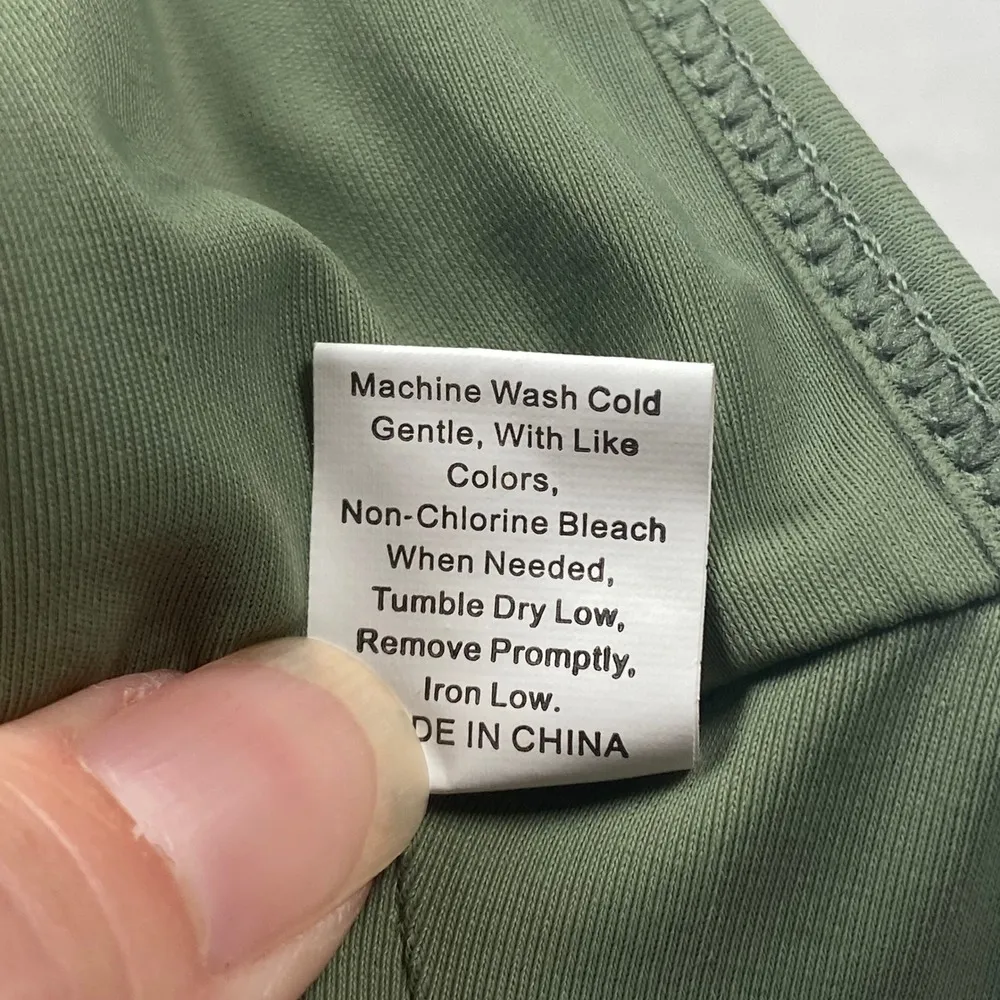 Machine Wash Cold
Gentle, With Like
Colors,
Non-Chlorine Bleach
When Needed,
Tumble Dry Low,
Remove Promptly,
Iron Low.
DE IN CHINA